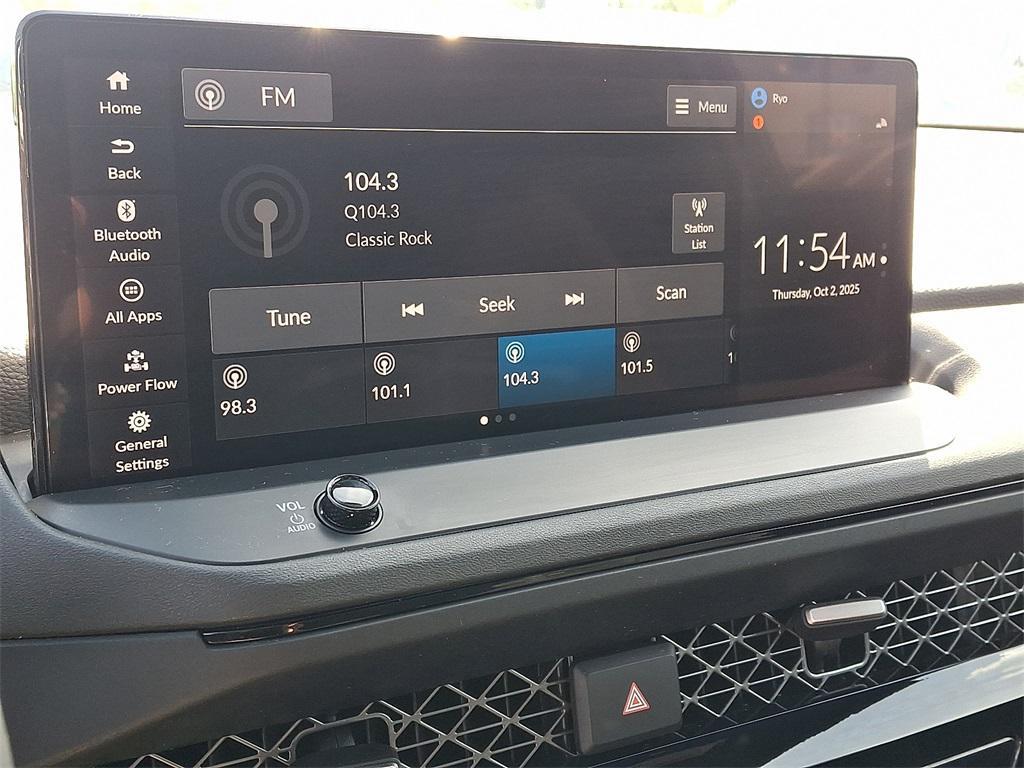 Home
Back
Bluetooth
Audio
All Apps
Power Flow
General
Settings
FM
Menu
104.3
Q104.3
Classic Rock
Station
List
Tune
Seek
Scan
98.3
101.1
104.3
101.5
Ryo
1
11:54 AM
Thursday, Oct 2, 2025
VOL
AUDIO